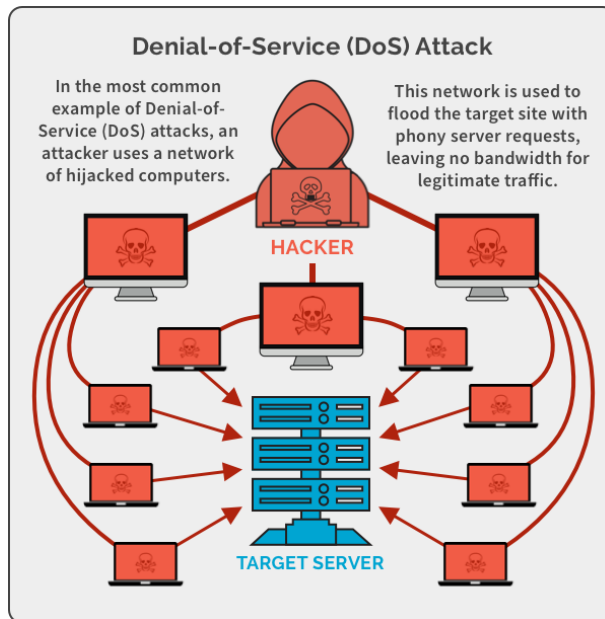 Denial-of-Service (DoS) Attack
In the most common
example of Denial-of-
Service (DoS) attacks, an
attacker uses a network
of hijacked computers.
This network is used to
flood the target site with
phony server requests,
leaving no bandwidth for
legitimate traffic.
HACKER
TARGET SERVER